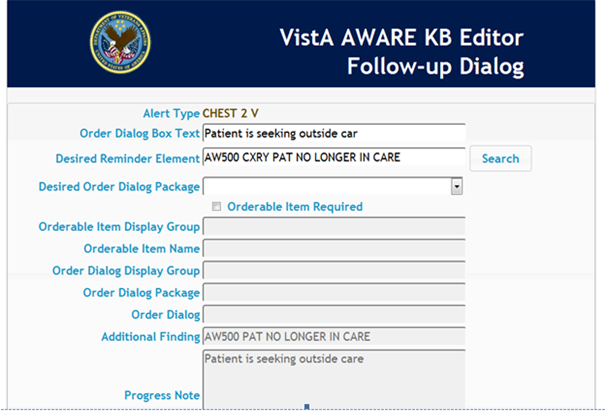 VistA AWARE KB Editor
Follow-up Dialog
Alert Type CHEST 2 V
Order Dialog Box Text Patient is seeking outside car
Desired Reminder Element AW500 CXRY PAT NO LONGER IN CARE Search
Desired Order Dialog Package
Orderable Item Required
Orderable Item Display Group
Orderable Item Name
Order Dialog Display Group
Order Dialog Package
Order Dialog
Additional Finding AW500 PAT NO LONGER IN CARE
Patient is seeking outside care
Progress Note